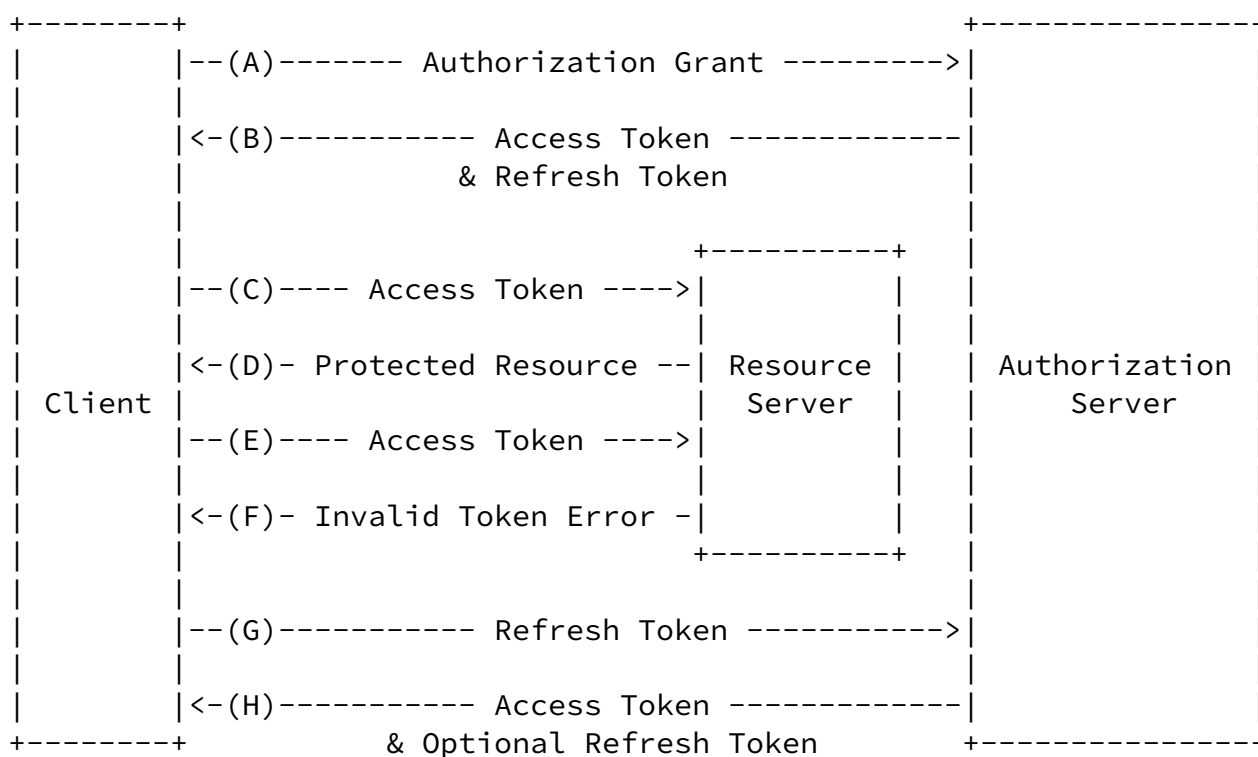 --(A)------- Authorization Grant --------->
<-(B)----------- Access Token -------------
& Refresh Token
--(C)---- Access Token ---->
<-(D)- Protected Resource -- Resource Authorization
Client Server Server
--(E)---- Access Token ---->
<-(F)- Invalid Token Error -
--(G)----------- Refresh Token ----------->
<-(H)----------- Access Token -------------
& Optional Refresh Token